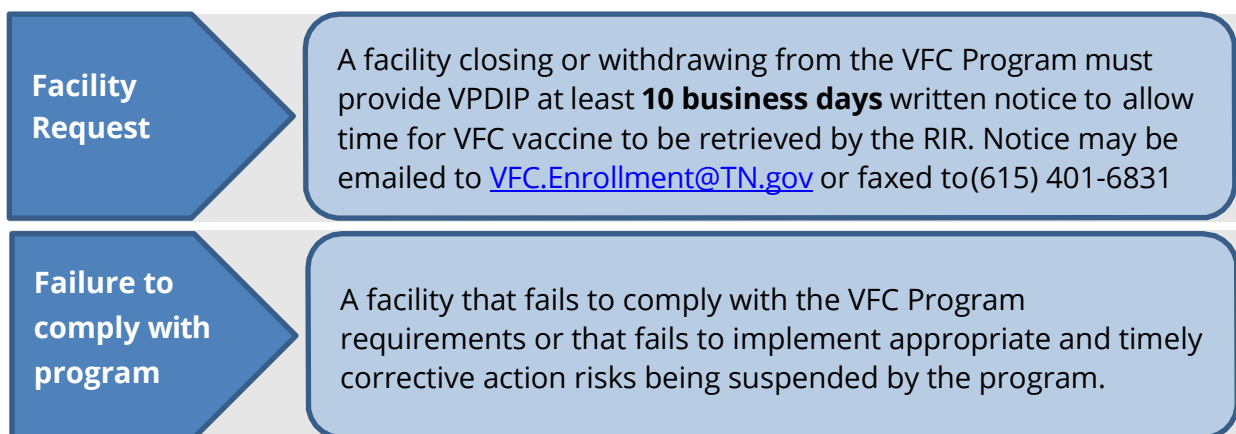 Facility
Request
A facility closing or withdrawing from the VFC Program must
provide VPDIP at least 10 business days written notice to allow
time for VFC vaccine to be retrieved by the RIR. Notice may be
emailed to VFC.Enrollment@TN.gov or faxed to(615) 401-6831
Failure to
comply with
program
A facility that fails to comply with the VFC Program
requirements or that fails to implement appropriate and timely
corrective action risks being suspended by the program.